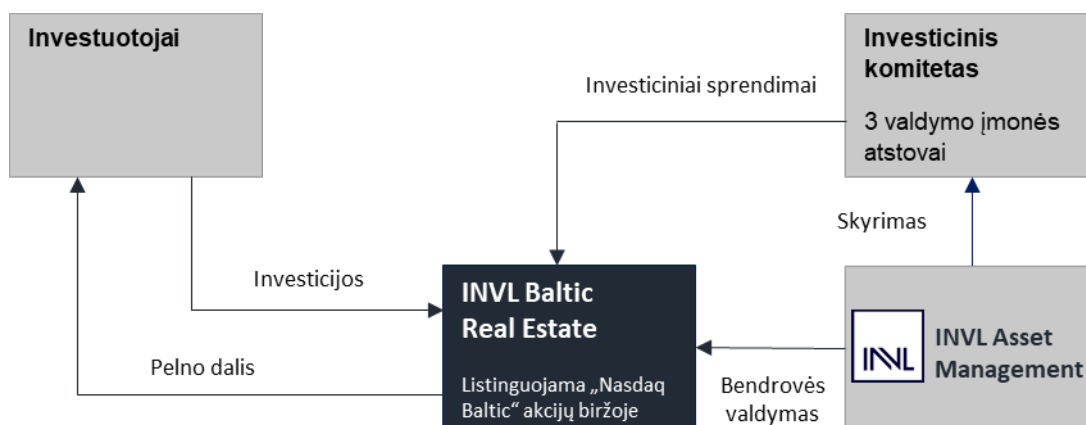 Investuotojai
Investicinis
komitetas
3 valdymo įmonės
atstovai
Investiciniai sprendimai
Skyrimas
Investicijos
INVL Baltic
Real Estate
Listinguojama „Nasdaq
Baltic“ akcijų biržoje
Pelno dalis
Bendrovės
valdymas
INVL
INVL Asset
Management